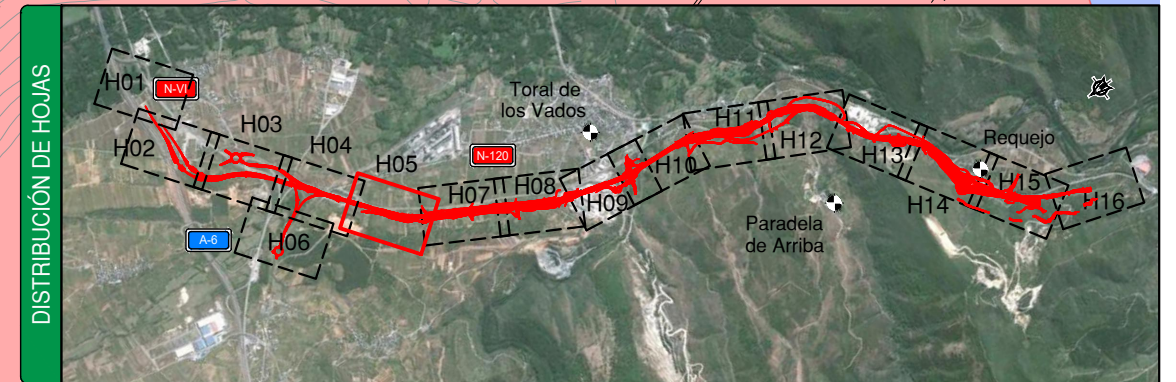 DISTRIBUCIÓN DE HOJAS
H01
N-VI
H02
H03
H04
H05
H06
A-6
N-120
Toral de
los Vados
H07
H08
H09
H10
H11
H12
Paradela
de Arriba
H13
H14
Requejo
H15
H16